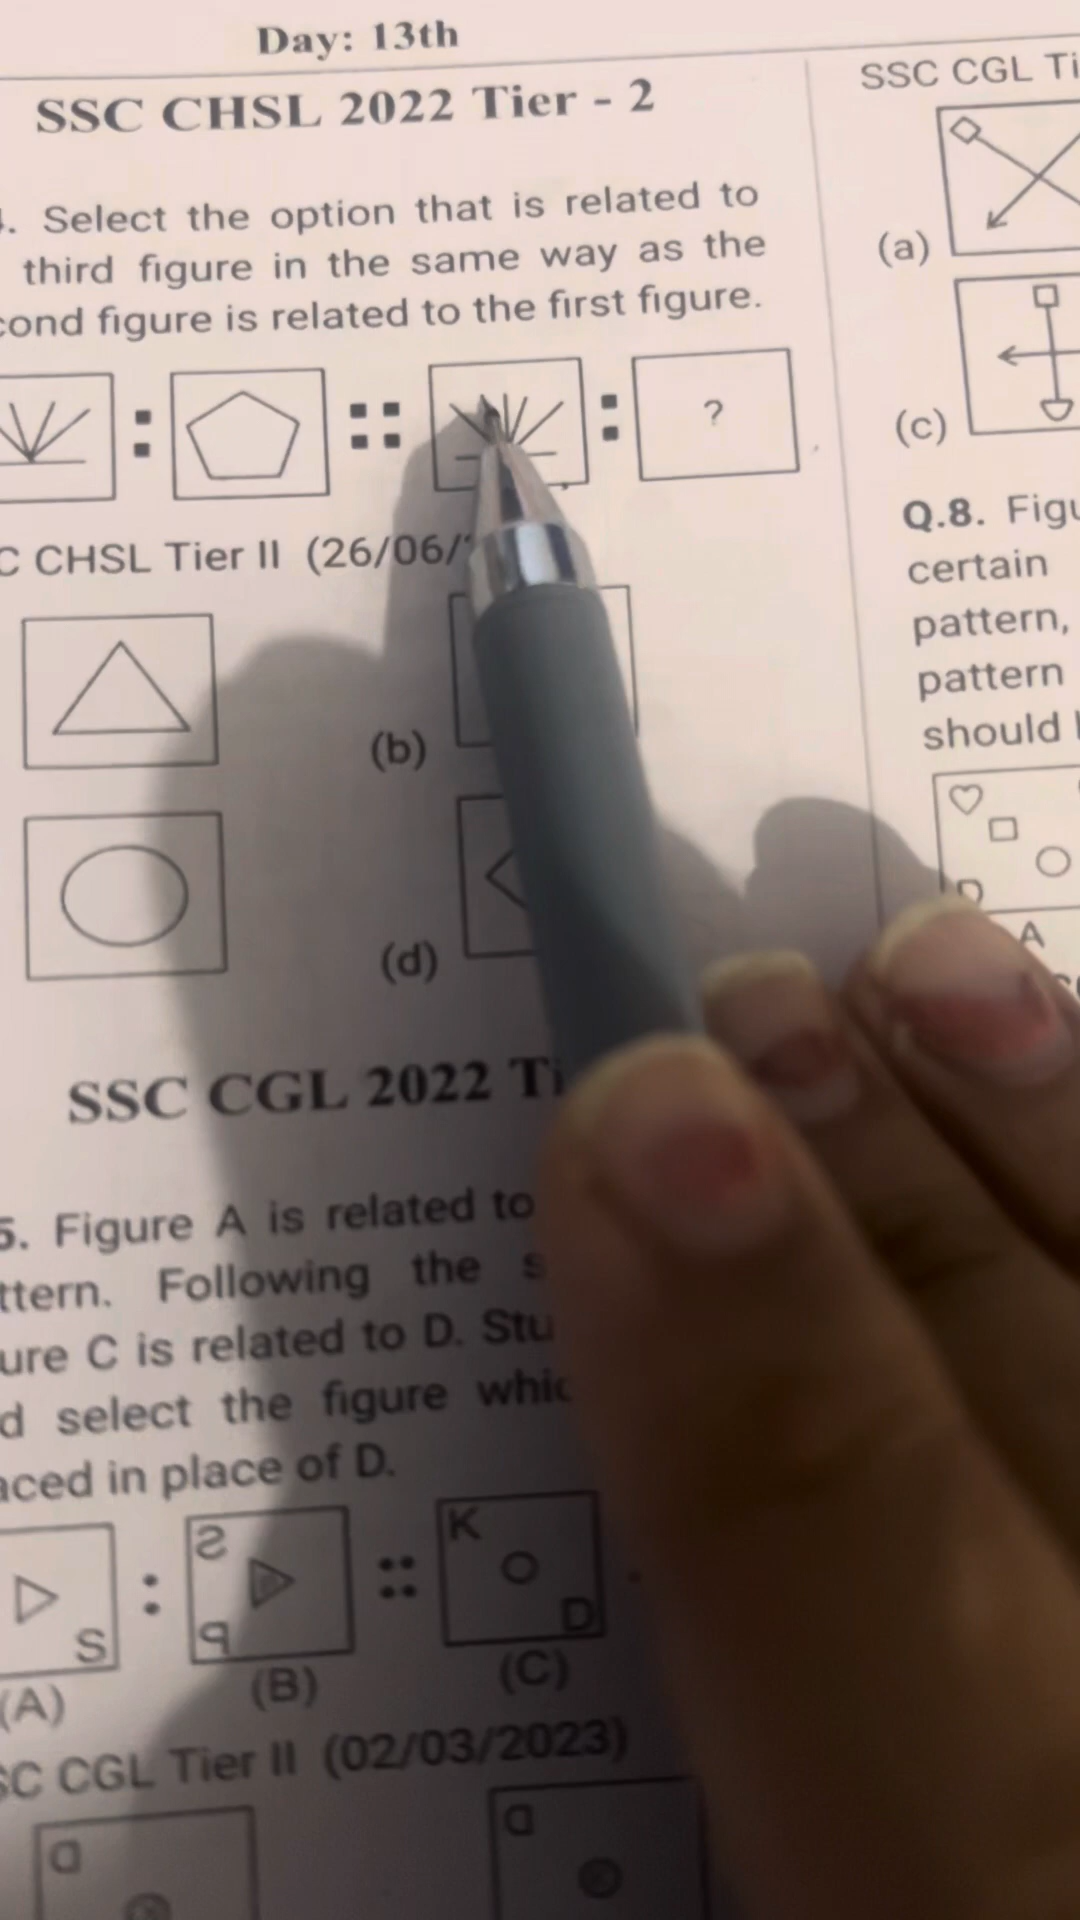 Day: 13th
SSC CHSL 2022 Tier - 2
. Select the option that is related to
third figure in the same way as the
cond figure is related to the first figure.
?
C CHSL Tier II (26/06/
(b)
(d)
SSC CGL 2022 Ti
5. Figure A is related to
ttern. Following the s
ure C is related to D. Stu
d select the figure whic
aced in place of D.
S
K
D
(A)
(B)
(C)
SC CGL Tier II (02/03/2023)
SSC CGL Ti
(a)
(c)
Q.8. Figu
certain
pattern,
pattern
should
A